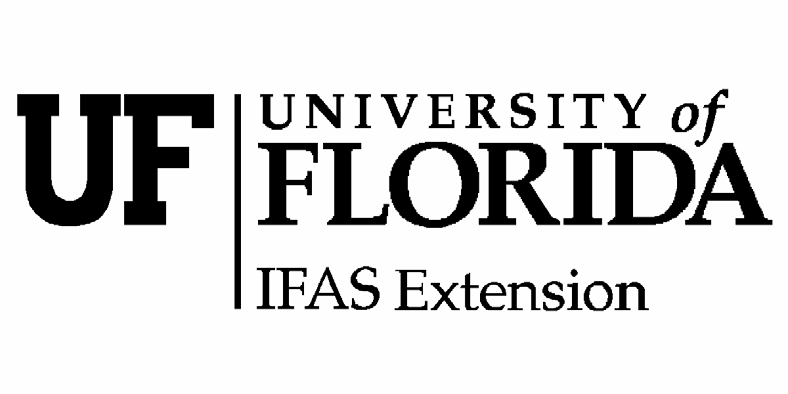 UF
UNIVERSITY of
FLORIDA
IFAS Extension